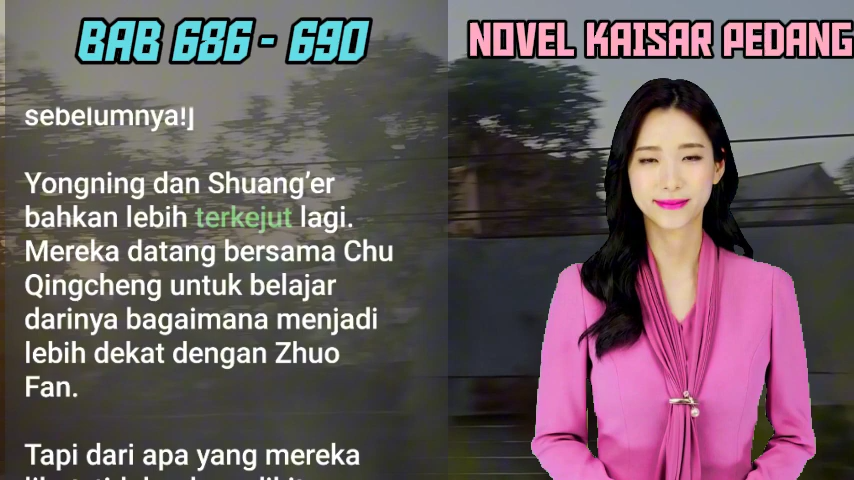 BAB 686 - 690
NOVEL KAISAR PEDANG
sebelumnya!]
Yongning dan Shuang’er
bahkan lebih terkejut lagi.
Mereka datang bersama Chu
Qingcheng untuk belajar
darinya bagaimana menjadi
lebih dekat dengan Zhuo
Fan.
Tapi dari apa yang mereka